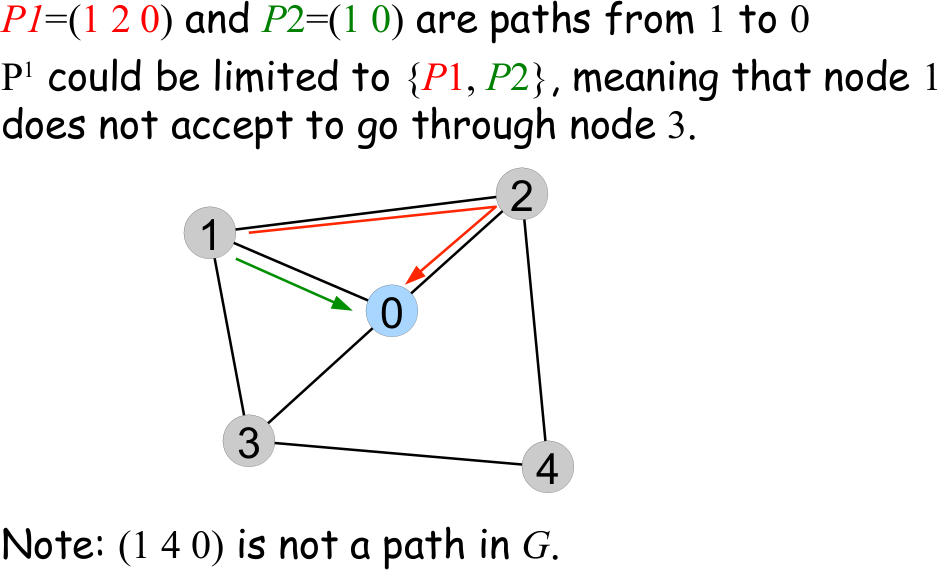 P1=(1 2 0) and P2=(1 0) are paths from 1 to 0
P¹ could be limited to {P1, P2}, meaning that node 1
does not accept to go through node 3.
2
1
0
3
4
Note: (1 4 0) is not a path in G.